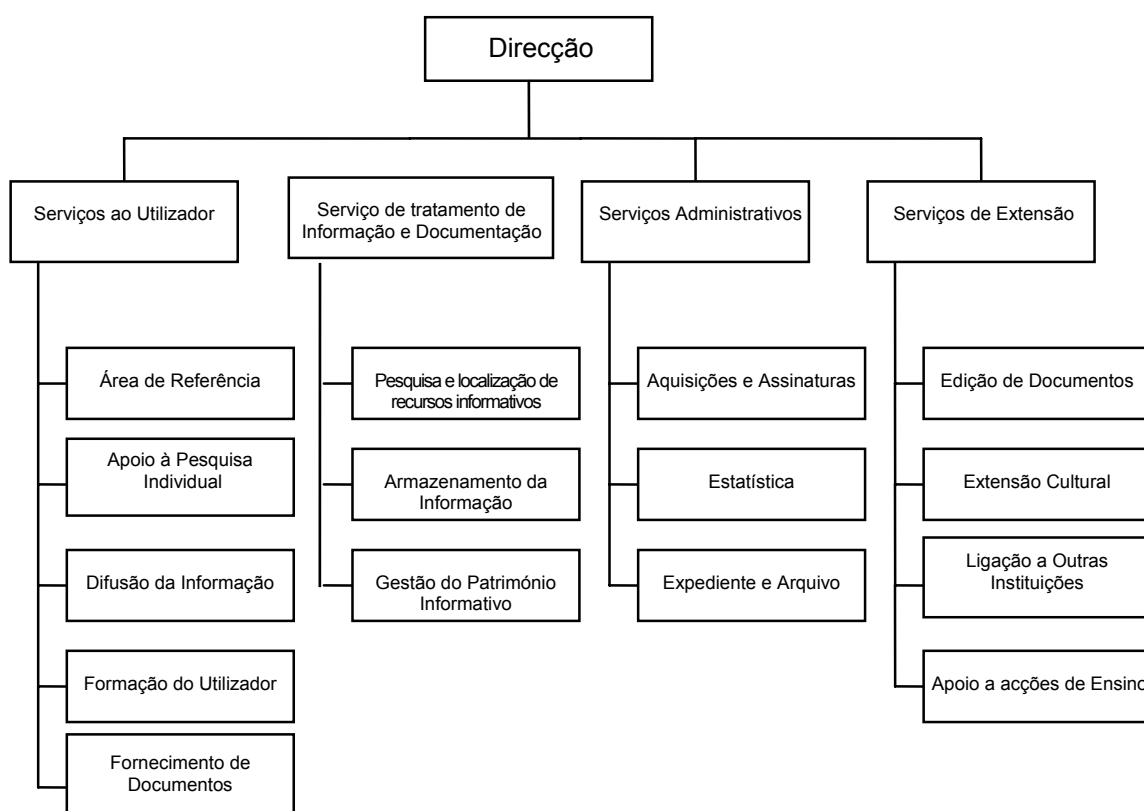 Direcção
Serviços ao Utilizador
Serviço de tratamento de
Informação e Documentação
Serviços Administrativos
Serviços de Extensão
Área de Referência
Apoio à Pesquisa
Individual
Difusão da Informação
Formação do Utilizador
Fornecimento de
Documentos
Pesquisa e localização de
recursos informativos
Armazenamento da
Informação
Gestão do Património
Informativo
Aquisições e Assinaturas
Estatística
Expediente e Arquivo
Edição de Documentos
Extensão Cultural
Ligação a Outras
Instituições
Apoio a acções de Ensino